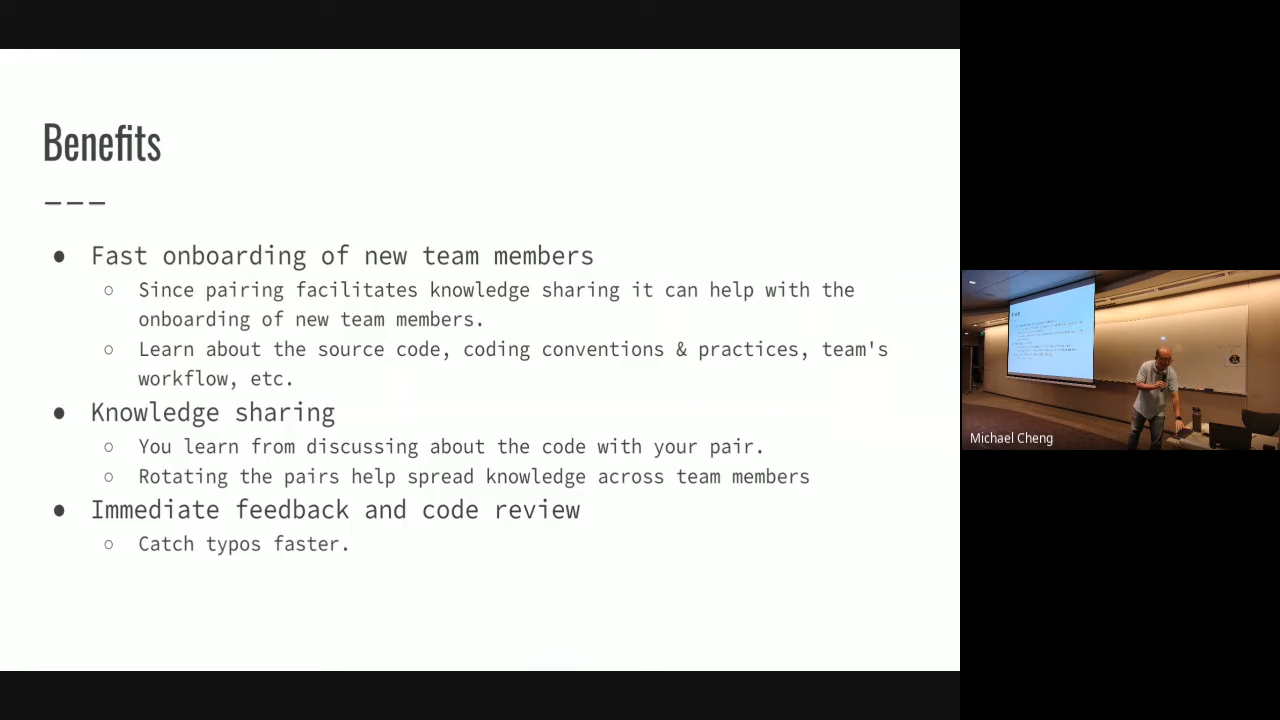 Benefits
---
● Fast onboarding of new team members
○ Since pairing facilitates knowledge sharing it can help with the
onboarding of new team members.
○ Learn about the source code, coding conventions & practices, team's
workflow, etc.
● Knowledge sharing
○ You learn from discussing about the code with your pair.
○ Rotating the pairs help spread knowledge across team members
● Immediate feedback and code review
○ Catch typos faster.
Michael Cheng